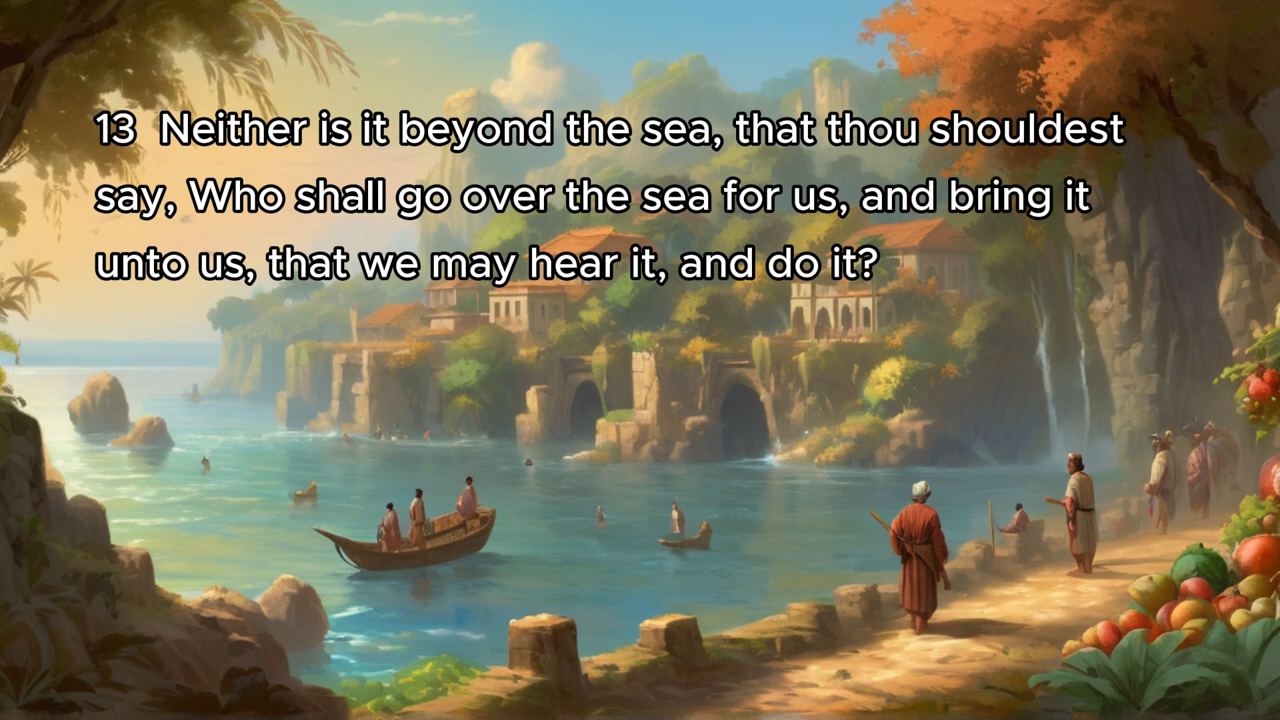 13  Neither is it beyond the sea, that thou shouldest
say, Who shall go over the sea for us, and bring it
unto us, that we may hear it, and do it?